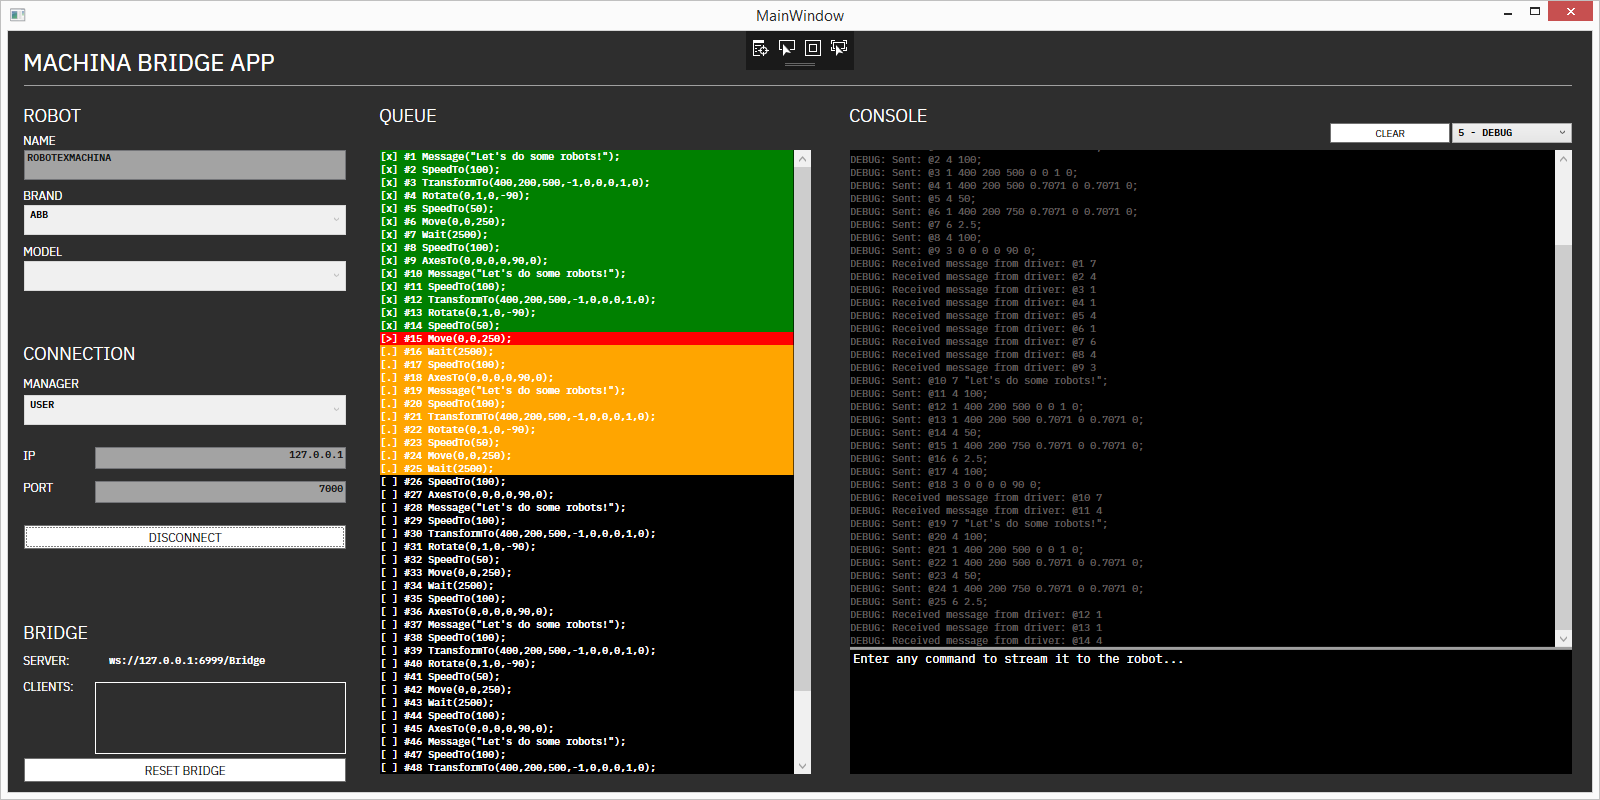 MainWindow
MACHINA BRIDGE APP
ROBOT
NAME
ROBOTEXMACHINA
BRAND
ABB
MODEL
CONNECTION
MANAGER
USER
IP
127.0.0.1
PORT
7000
DISCONNECT
BRIDGE
SERVER:
ws://127.0.0.1:6999/Bridge
CLIENTS:
RESET BRIDGE
QUEUE
[x] #1 Message("Let's do some robots!");
[x] #2 SpeedTo(100);
[x] #3 TransformTo(400,200,500,-1,0,0,0,1,0);
[x] #4 Rotate(0,1,0,-90);
[x] #5 SpeedTo(50);
[x] #6 Move(0,0,250);
[x] #7 Wait(2500);
[x] #8 SpeedTo(100);
[x] #9 AxesTo(0,0,0,0,90,0);
[x] #10 Message("Let's do some robots!");
[x] #11 SpeedTo(100);
[x] #12 TransformTo(400,200,500,-1,0,0,0,1,0);
[x] #13 Rotate(0,1,0,-90);
[x] #14 SpeedTo(50);
[>] #15 Move(0,0,250);
[.] #16 Wait(2500);
[.] #17 SpeedTo(100);
[.] #18 AxesTo(0,0,0,0,90,0);
[.] #19 Message("Let's do some robots!");
[.] #20 SpeedTo(100);
[.] #21 TransformTo(400,200,500,-1,0,0,0,1,0);
[.] #22 Rotate(0,1,0,-90);
[.] #23 SpeedTo(50);
[.] #24 Move(0,0,250);
[.] #25 Wait(2500);
[ ] #26 SpeedTo(100);
[ ] #27 AxesTo(0,0,0,0,90,0);
[ ] #28 Message("Let's do some robots!");
[ ] #29 SpeedTo(100);
[ ] #30 TransformTo(400,200,500,-1,0,0,0,1,0);
[ ] #31 Rotate(0,1,0,-90);
[ ] #32 SpeedTo(50);
[ ] #33 Move(0,0,250);
[ ] #34 Wait(2500);
[ ] #35 SpeedTo(100);
[ ] #36 AxesTo(0,0,0,0,90,0);
[ ] #37 Message("Let's do some robots!");
[ ] #38 SpeedTo(100);
[ ] #39 TransformTo(400,200,500,-1,0,0,0,1,0);
[ ] #40 Rotate(0,1,0,-90);
[ ] #41 SpeedTo(50);
[ ] #42 Move(0,0,250);
[ ] #43 Wait(2500);
[ ] #44 SpeedTo(100);
[ ] #45 AxesTo(0,0,0,0,90,0);
[ ] #46 Message("Let's do some robots!");
[ ] #47 SpeedTo(100);
[ ] #48 TransformTo(400,200,500,-1,0,0,0,1,0);
CONSOLE
CLEAR
5 - DEBUG
DEBUG: Sent: @2 4 100;
DEBUG: Sent: @3 1 400 200 500 0 0 1 0;
DEBUG: Sent: @4 1 400 200 500 0.7071 0 0.7071 0;
DEBUG: Sent: @5 4 50;
DEBUG: Sent: @6 1 400 200 750 0.7071 0 0.7071 0;
DEBUG: Sent: @7 6 2.5;
DEBUG: Sent: @8 4 100;
DEBUG: Sent: @9 3 0 0 0 0 90 0;
DEBUG: Received message from driver: @1 7
DEBUG: Received message from driver: @2 4
DEBUG: Received message from driver: @3 1
DEBUG: Received message from driver: @4 1
DEBUG: Received message from driver: @5 4
DEBUG: Received message from driver: @6 1
DEBUG: Received message from driver: @7 6
DEBUG: Received message from driver: @8 4
DEBUG: Received message from driver: @9 3
DEBUG: Sent: @10 7 "Let's do some robots!";
DEBUG: Sent: @11 4 100;
DEBUG: Sent: @12 1 400 200 500 0 0 1 0;
DEBUG: Sent: @13 1 400 200 500 0.7071 0 0.7071 0;
DEBUG: Sent: @14 4 50;
DEBUG: Sent: @15 1 400 200 750 0.7071 0 0.7071 0;
DEBUG: Sent: @16 6 2.5;
DEBUG: Sent: @17 4 100;
DEBUG: Sent: @18 3 0 0 0 0 90 0;
DEBUG: Received message from driver: @10 7
DEBUG: Received message from driver: @11 4
DEBUG: Sent: @19 7 "Let's do some robots!";
DEBUG: Sent: @20 4 100;
DEBUG: Sent: @21 1 400 200 500 0 0 1 0;
DEBUG: Sent: @22 1 400 200 500 0.7071 0 0.7071 0;
DEBUG: Sent: @23 4 50;
DEBUG: Sent: @24 1 400 200 750 0.7071 0 0.7071 0;
DEBUG: Sent: @25 6 2.5;
DEBUG: Received message from driver: @12 1
DEBUG: Received message from driver: @13 1
DEBUG: Received message from driver: @14 4
Enter any command to stream it to the robot...